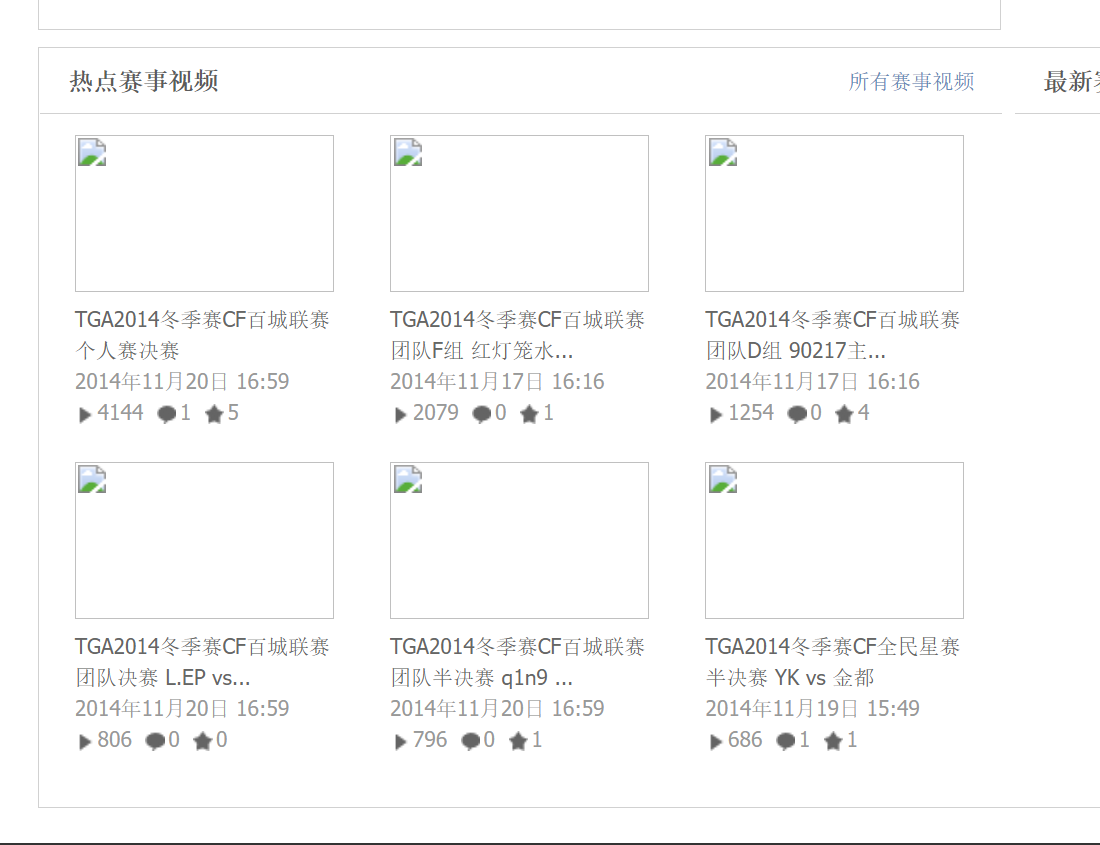 热点赛事视频
所有赛事视频
最新
TGA2014冬季赛CF百城联赛
个人赛决赛
2014年11月20日 16:59
4144 1 5
TGA2014冬季赛CF百城联赛
团队F组 红灯笼水...
2014年11月17日 16:16
2079 0 1
TGA2014冬季赛CF百城联赛
团队D组 90217主...
2014年11月17日 16:16
1254 0 4
TGA2014冬季赛CF百城联赛
团队决赛 L.EP vs...
2014年11月20日 16:59
806 0 0
TGA2014冬季赛CF百城联赛
团队半决赛 q1n9 ...
2014年11月20日 16:59
796 0 1
TGA2014冬季赛CF全民星赛
半决赛 YK vs 金都
2014年11月19日 15:49
686 1 1